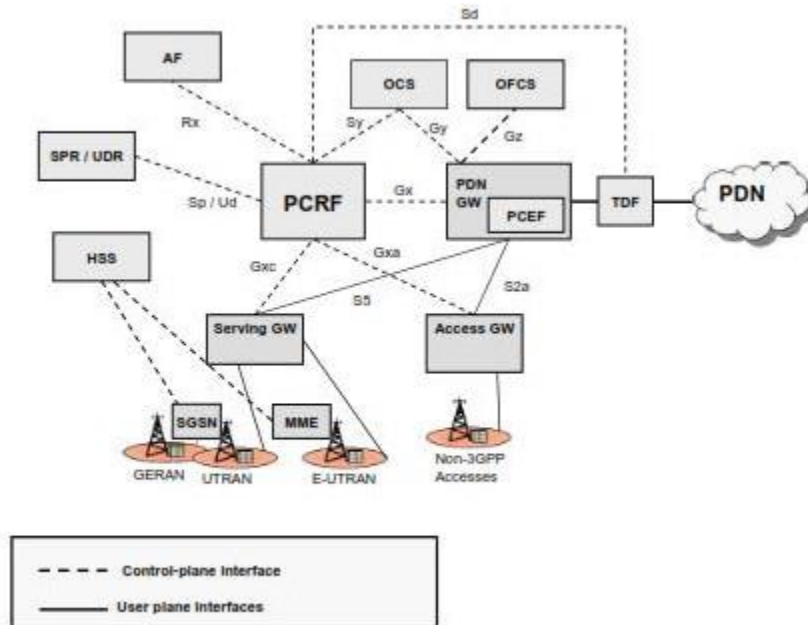 Sd
AF
OCS
OFCS
Rx
Sy
Gy
Gz
SPR / UDR
PCRF
Gx
PDN
GW
PCEF
TDF
PDN
Sp / Ud
HSS
Gxc
Gxa
S5
S2a
Serving GW
Access GW
SGSN
MME
GERAN
UTRAN
E-UTRAN
Non-3GPP
Accesses
Control-plane Interface
User plane Interfaces